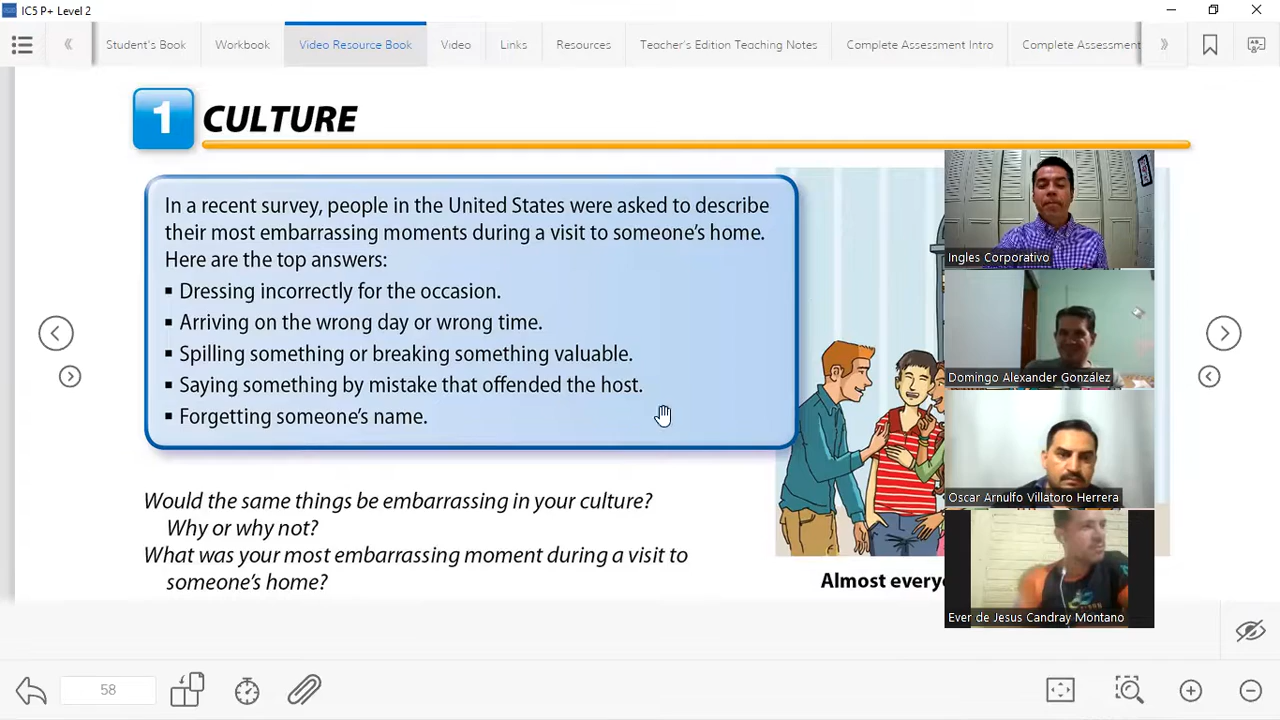 IC5 P+ Level 2
Student's Book
Workbook
Video Resource Book
Video
Links
Resources
Teacher's Edition Teaching Notes
Complete Assessment Intro
Complete Assessment
1
CULTURE
In a recent survey, people in the United States were asked to describe
their most embarrassing moments during a visit to someone's home.
Here are the top answers:
▪ Dressing incorrectly for the occasion.
▪ Arriving on the wrong day or wrong time.
▪ Spilling something or breaking something valuable.
▪ Saying something by mistake that offended the host.
▪ Forgetting someone's name.
Would the same things be embarrassing in your culture?
Why or why not?
What was your most embarrassing moment during a visit to
someone's home?
Almost everyo
Ingles Corporativo
Domingo Alexander González
Oscar Arnulfo Villatoro Herrera
Ever de Jesus Candray Montano
58